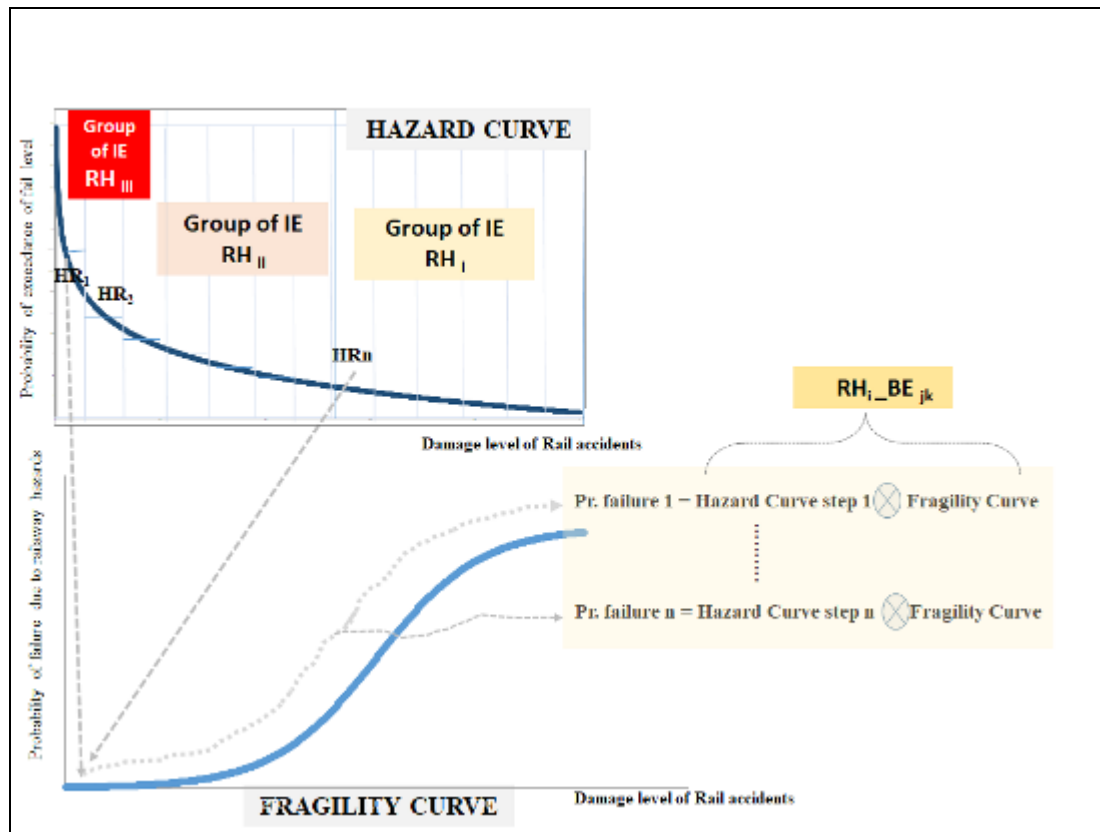 Group
of IE
RH III
HAZARD CURVE
Group of IE
RH II
Group of IE
RH I
Probability of exceedance of fail level
HR1
HR2
HRn
Damage level of Rail accidents
RHi_BE jk
Probability of failure due to railaway hazards
Pr. failure 1 = Hazard Curve step 1 ⊗ Fragility Curve
Pr. failure n = Hazard Curve step n ⊗ Fragility Curve
FRAGILITY CURVE
Damage level of Rail accidents